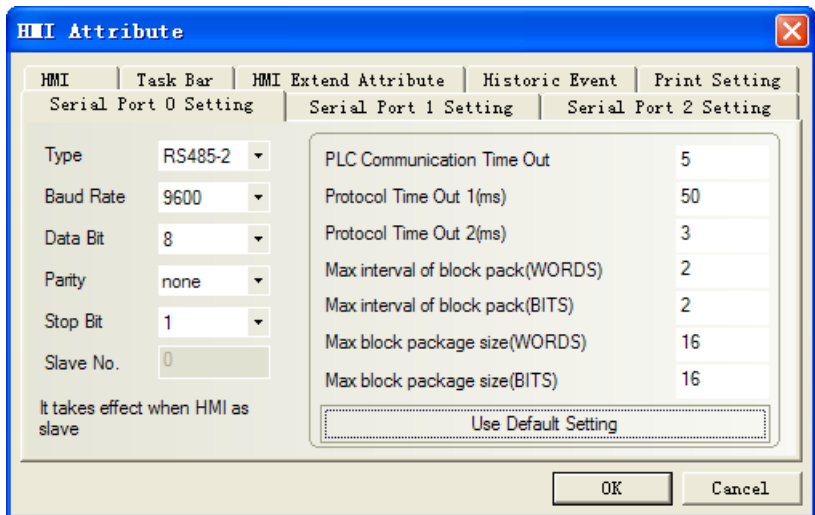 HMI Attribute
HMI
Task Bar
HMI Extend Attribute
Historic Event
Print Setting
Serial Port 0 Setting
Serial Port 1 Setting
Serial Port 2 Setting
Type RS485-2
Baud Rate 9600
Data Bit 8
Parity none
Stop Bit 1
Slave No. 0
It takes effect when HMI as
slave
PLC Communication Time Out 5
Protocol Time Out 1(ms) 50
Protocol Time Out 2(ms) 3
Max interval of block pack(WORDS) 2
Max interval of block pack(BITS) 2
Max block package size(WORDS) 16
Max block package size(BITS) 16
Use Default Setting
OK
Cancel